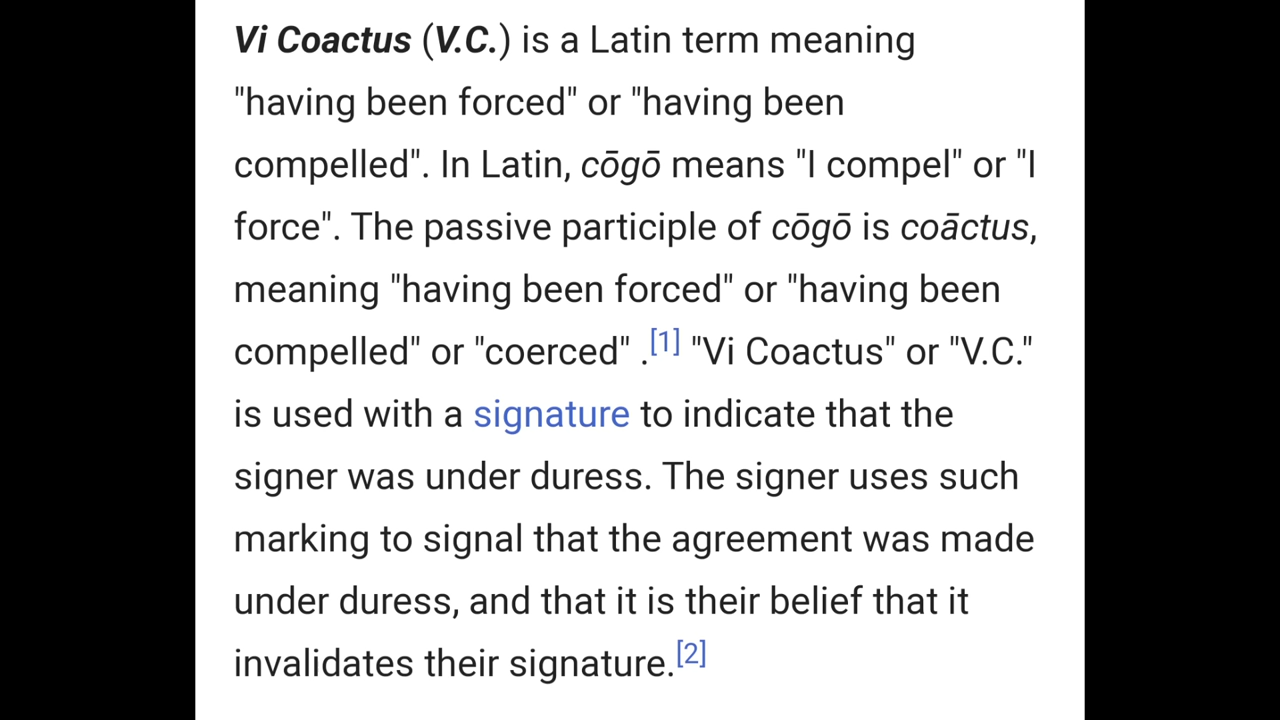 Vi Coactus (V.C.) is a Latin term meaning
"having been forced" or "having been
compelled". In Latin, cōgō means "I compel" or "I
force". The passive participle of cōgō is coāctus,
meaning "having been forced" or "having been
compelled" or "coerced" .[1] "Vi Coactus" or "V.C."
is used with a signature to indicate that the
signer was under duress. The signer uses such
marking to signal that the agreement was made
under duress, and that it is their belief that it
invalidates their signature.[2]